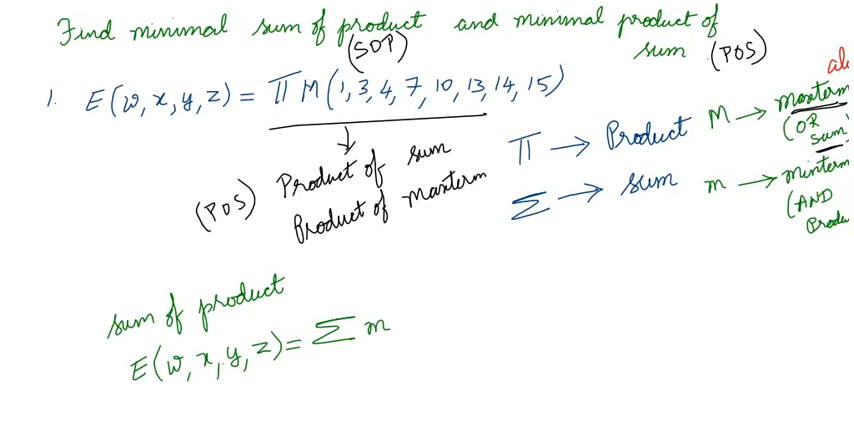 Find minimal sum of product and minimal product of
(SOP) sum (POS)
1. E(w, x, y, z) = ΠM(1, 3, 4, 7, 10, 13, 14, 15)
(POS) Product of sum
Product of maxterm
Π → Product
Σ → sum
M → maxterm
(OR
sum)
m → minterm
(AND
Produ
sum of product
E(w, x, y, z) = Σ m